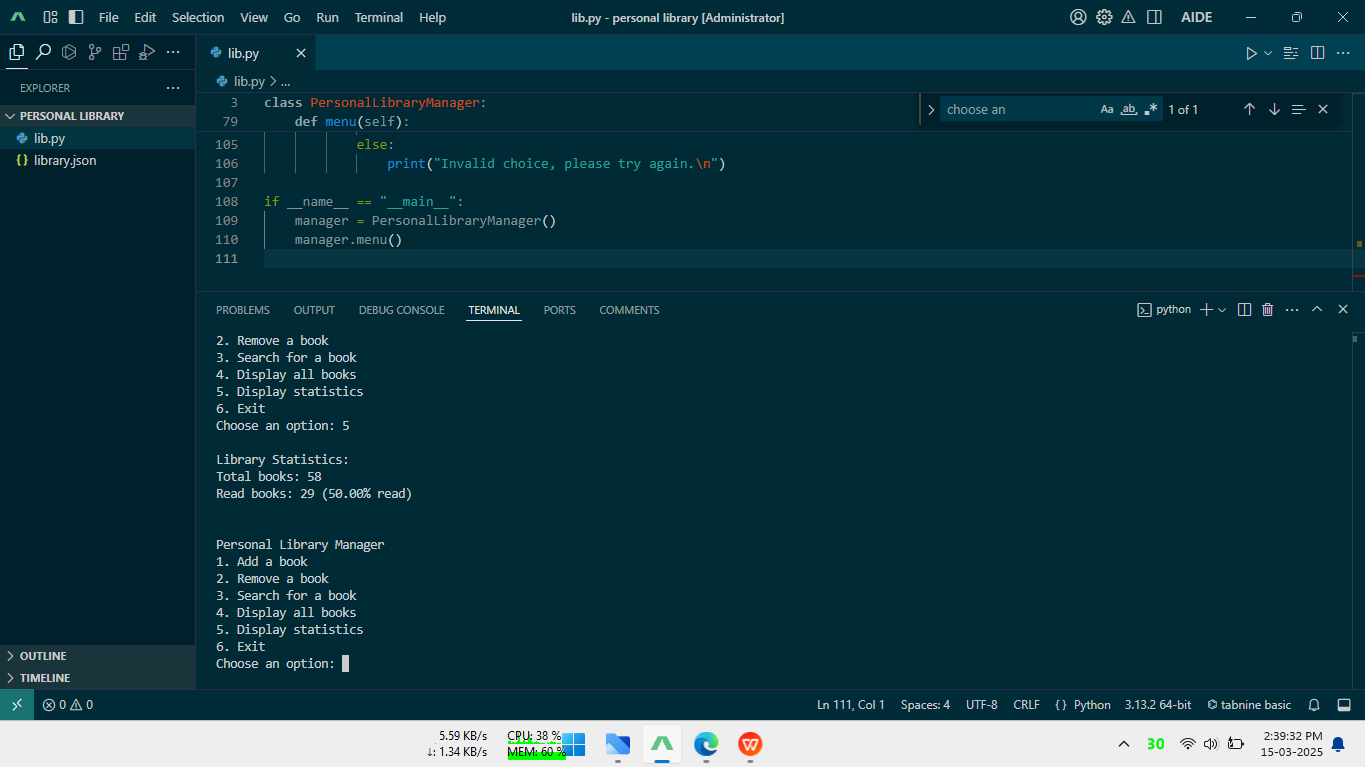 File Edit Selection View Go Run Terminal Help lib.py - personal library [Administrator] AIDE
EXPLORER
PERSONAL LIBRARY
lib.py
{} library.json
OUTLINE
TIMELINE
lib.py
lib.py > ...
choose an Aa ab .* 1 of 1
3 class PersonalLibraryManager:
79 def menu(self):
105 else:
106 print("Invalid choice, please try again.\n")
107
108 if __name__ == "__main__":
109 manager = PersonalLibraryManager()
110 manager.menu()
111
PROBLEMS OUTPUT DEBUG CONSOLE TERMINAL PORTS COMMENTS python
2. Remove a book
3. Search for a book
4. Display all books
5. Display statistics
6. Exit
Choose an option: 5
Library Statistics:
Total books: 58
Read books: 29 (50.00% read)
Personal Library Manager
1. Add a book
2. Remove a book
3. Search for a book
4. Display all books
5. Display statistics
6. Exit
Choose an option:
0 0 Ln 111, Col 1 Spaces: 4 UTF-8 CRLF {} Python 3.13.2 64-bit tabnine basic
5.59 KB/s CPU: 38 %
↓: 1.34 KB/s MEM: 60 %
W
30
2:39:32 PM
15-03-2025